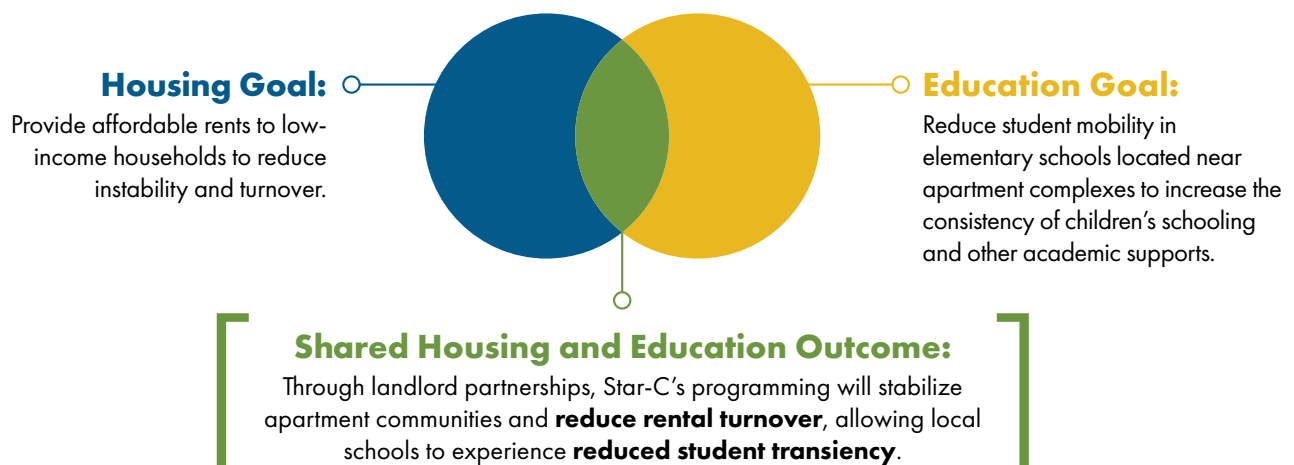 Housing Goal:
Provide affordable rents to low-
income households to reduce
instability and turnover.
Education Goal:
Reduce student mobility in
elementary schools located near
apartment complexes to increase the
consistency of children’s schooling
and other academic supports.
Shared Housing and Education Outcome:
Through landlord partnerships, Star-C’s programming will stabilize
apartment communities and reduce rental turnover, allowing local
schools to experience reduced student transiency.